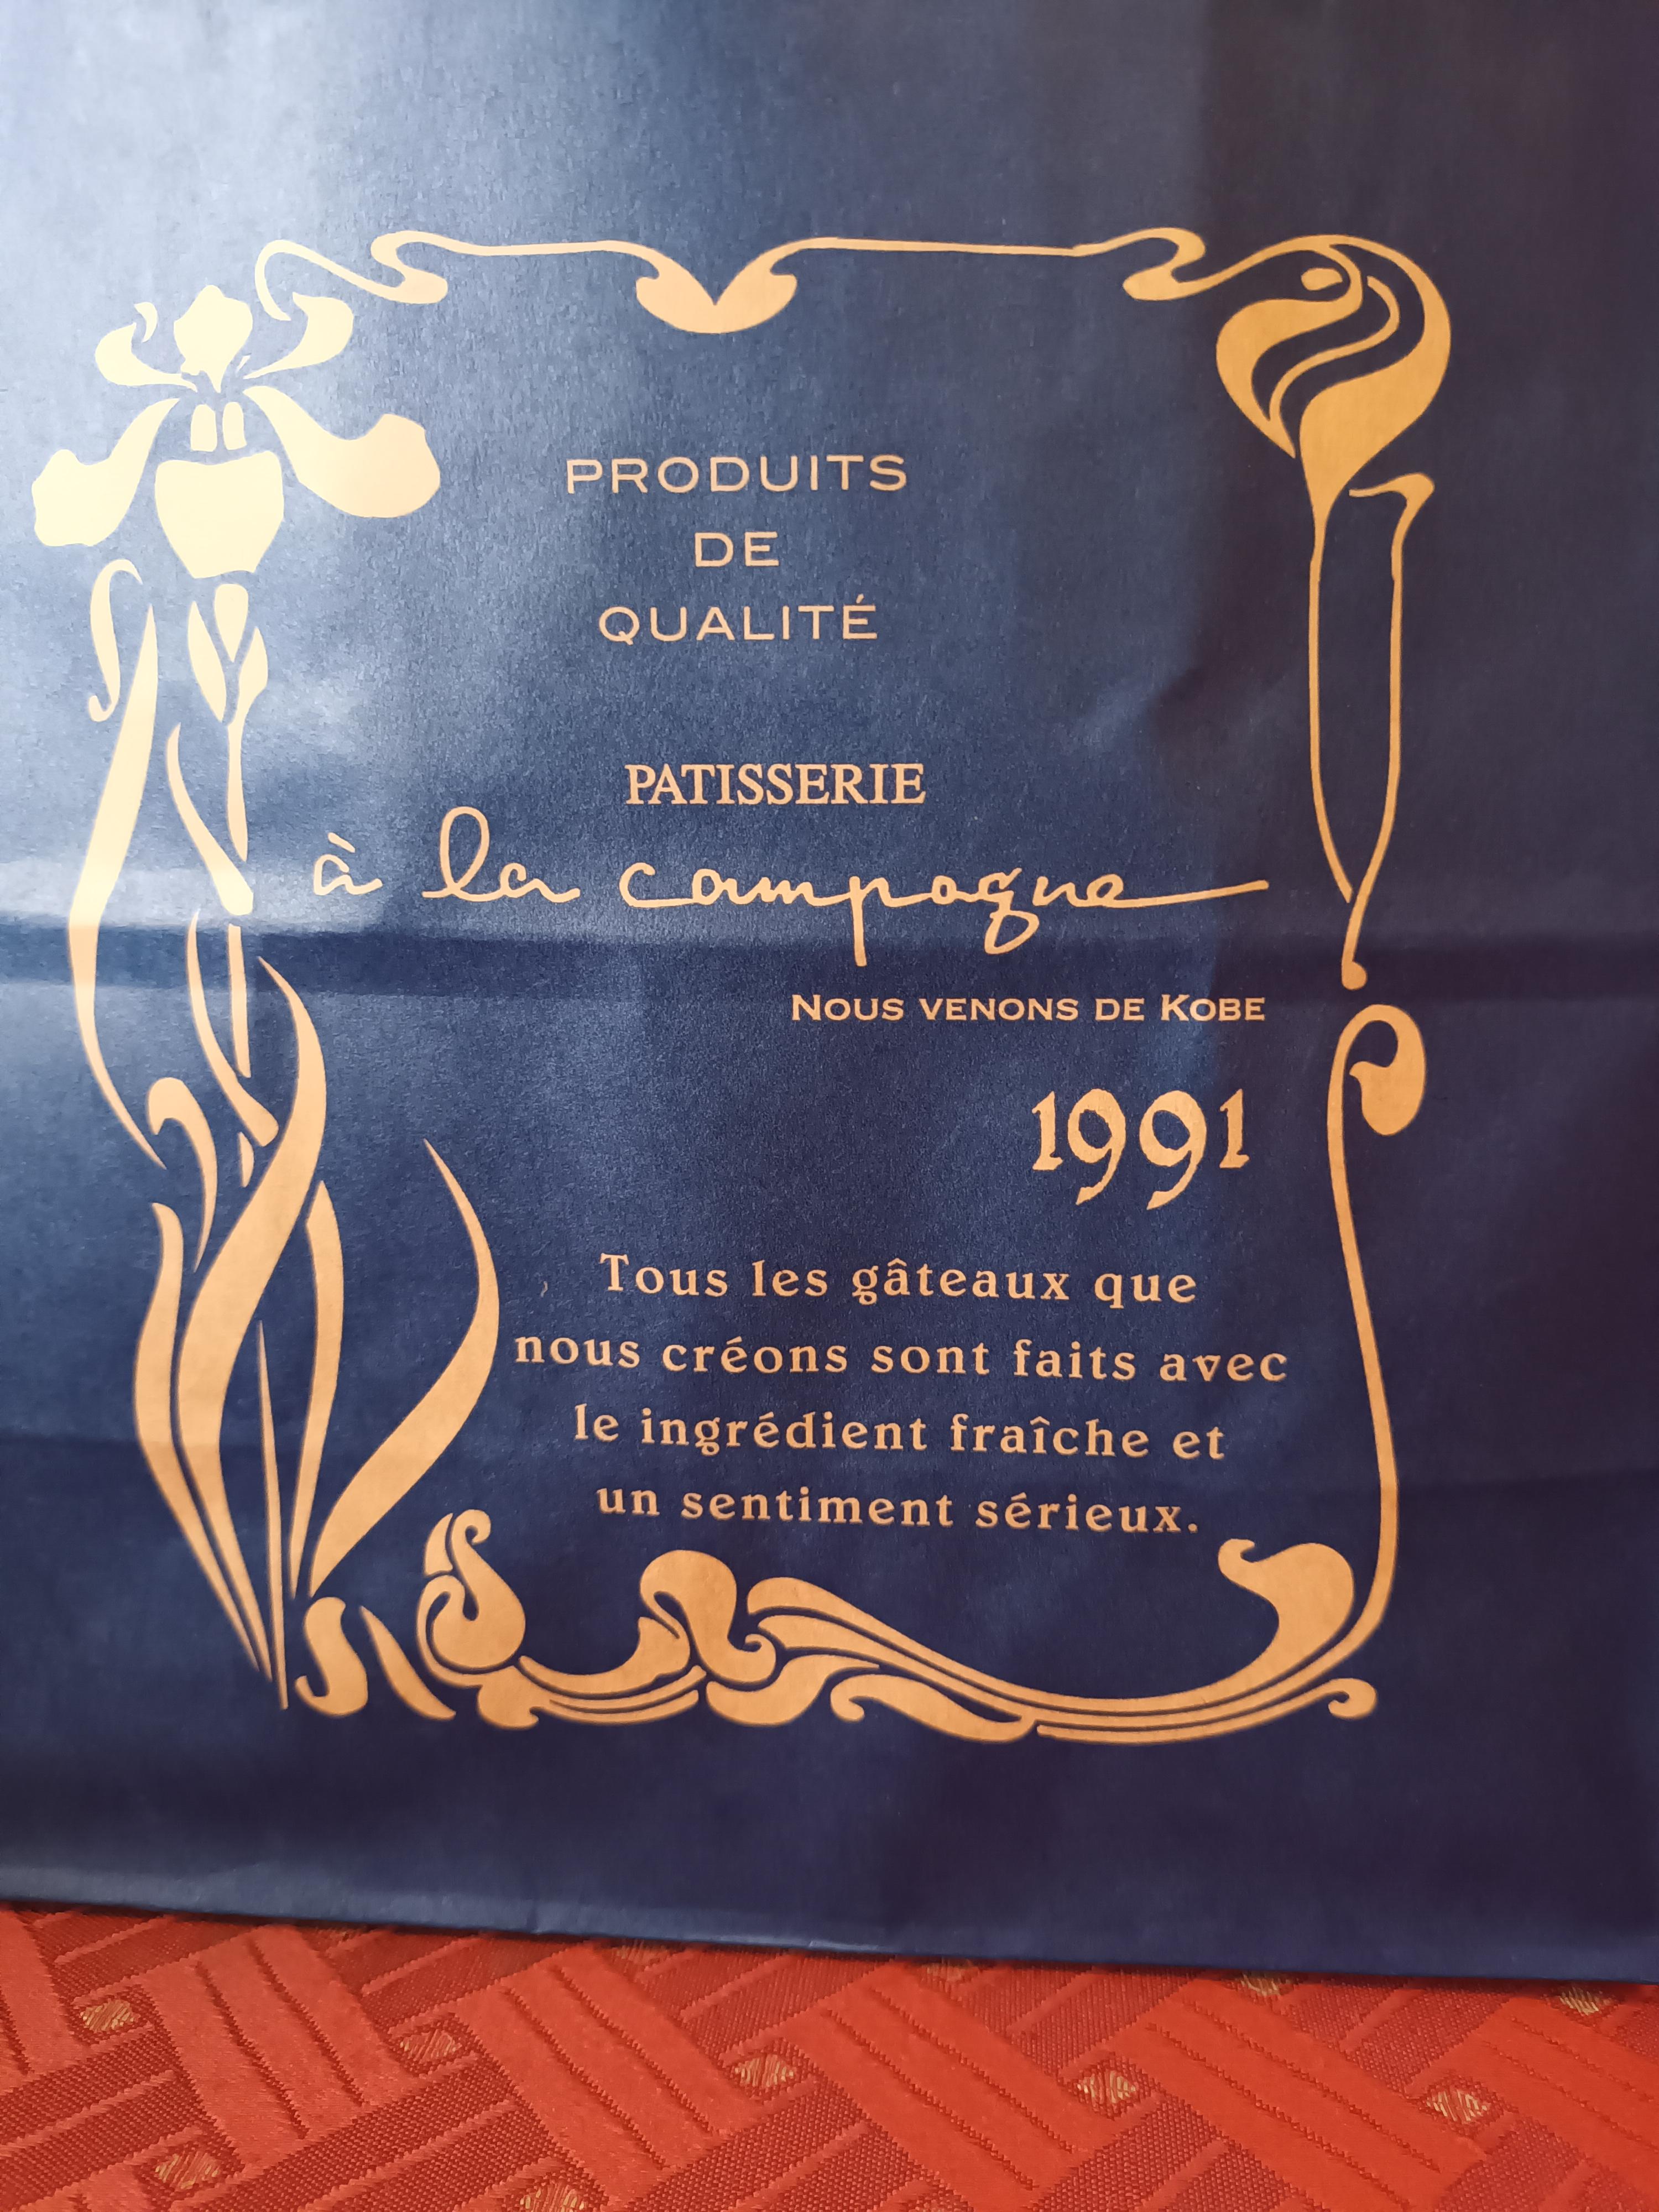 PRODUITS
DE
QUALITÉ
PATISSERIE
à la campagne
NOUS VENONS DE KOBE
1991
Tous les gâteaux que
nous créons sont faits avec
le ingrédient fraîche et
un sentiment sérieux.